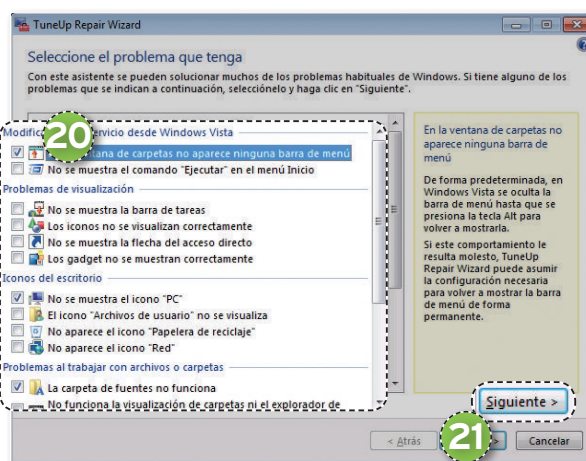 TuneUp Repair Wizard
Seleccione el problema que tenga
Con este asistente se pueden solucionar muchos de los problemas habituales de Windows. Si tiene alguno de los
problemas que se indican a continuación, selecciónelo y haga clic en "Siguiente".
20
ervicio desde Windows Vista
tana de carpetas no aparece ninguna barra de menú
No se muestra el comando "Ejecutar" en el menú Inicio
Problemas de visualización
No se muestra la barra de tareas
Los iconos no se visualizan correctamente
No se muestra la flecha del acceso directo
Los gadget no se muestran correctamente
Iconos del escritorio
No se muestra el icono "PC"
El icono "Archivos de usuario" no se visualiza
No aparece el icono "Papelera de reciclaje"
No aparece el icono "Red"
Problemas al trabajar con archivos o carpetas
La carpeta de fuentes no funciona
No funciona la visualización de carpetas ni el explorador de
En la ventana de carpetas no
aparece ninguna barra de
menú
De forma predeterminada, en
Windows Vista se oculta la
barra de menú hasta que se
presiona la tecla Alt para
volver a mostrarla.
Si este comportamiento le
resulta molesto, TuneUp
Repair Wizard puede asumir
la configuración necesaria
para volver a mostrar la barra
de menú de forma
permanente.
Siguiente >
21
< Atrás
>
Cancelar